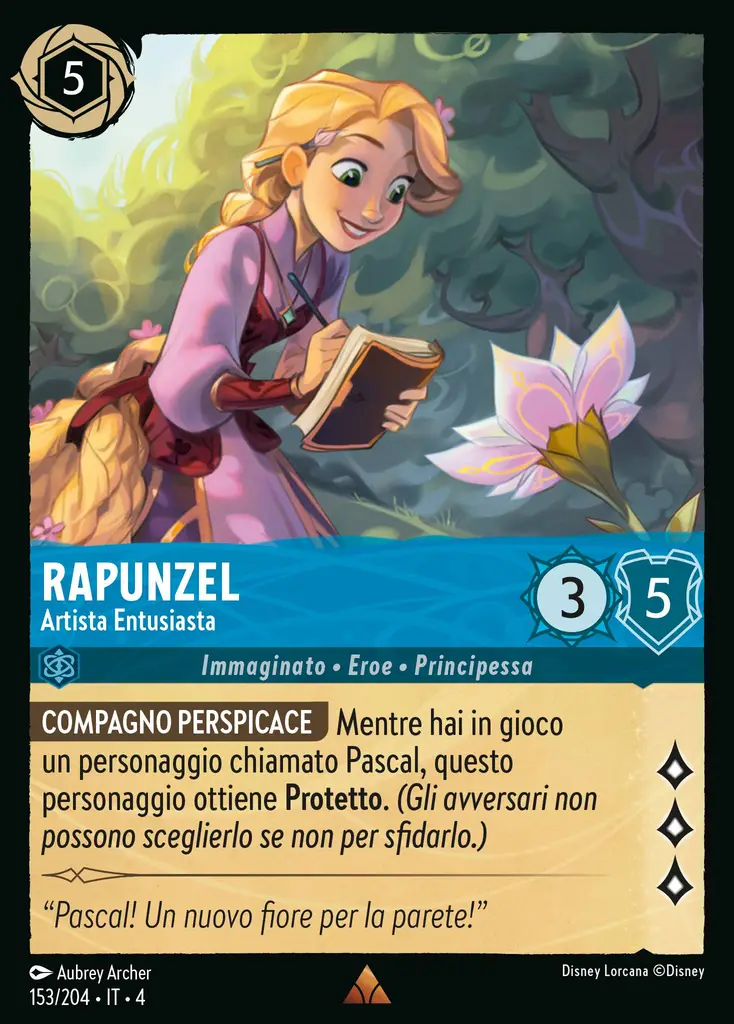 5
RAPUNZEL
Artista Entusiasta
3
5
Immaginato • Eroe • Principessa
COMPAGNO PERSPICACE Mentre hai in gioco
un personaggio chiamato Pascal, questo
personaggio ottiene Protetto. (Gli avversari non
possono sceglierlo se non per sfidarlo.)
“Pascal! Un nuovo fiore per la parete!”
Aubrey Archer
Disney Lorcana ©Disney
153/204 • IT • 4